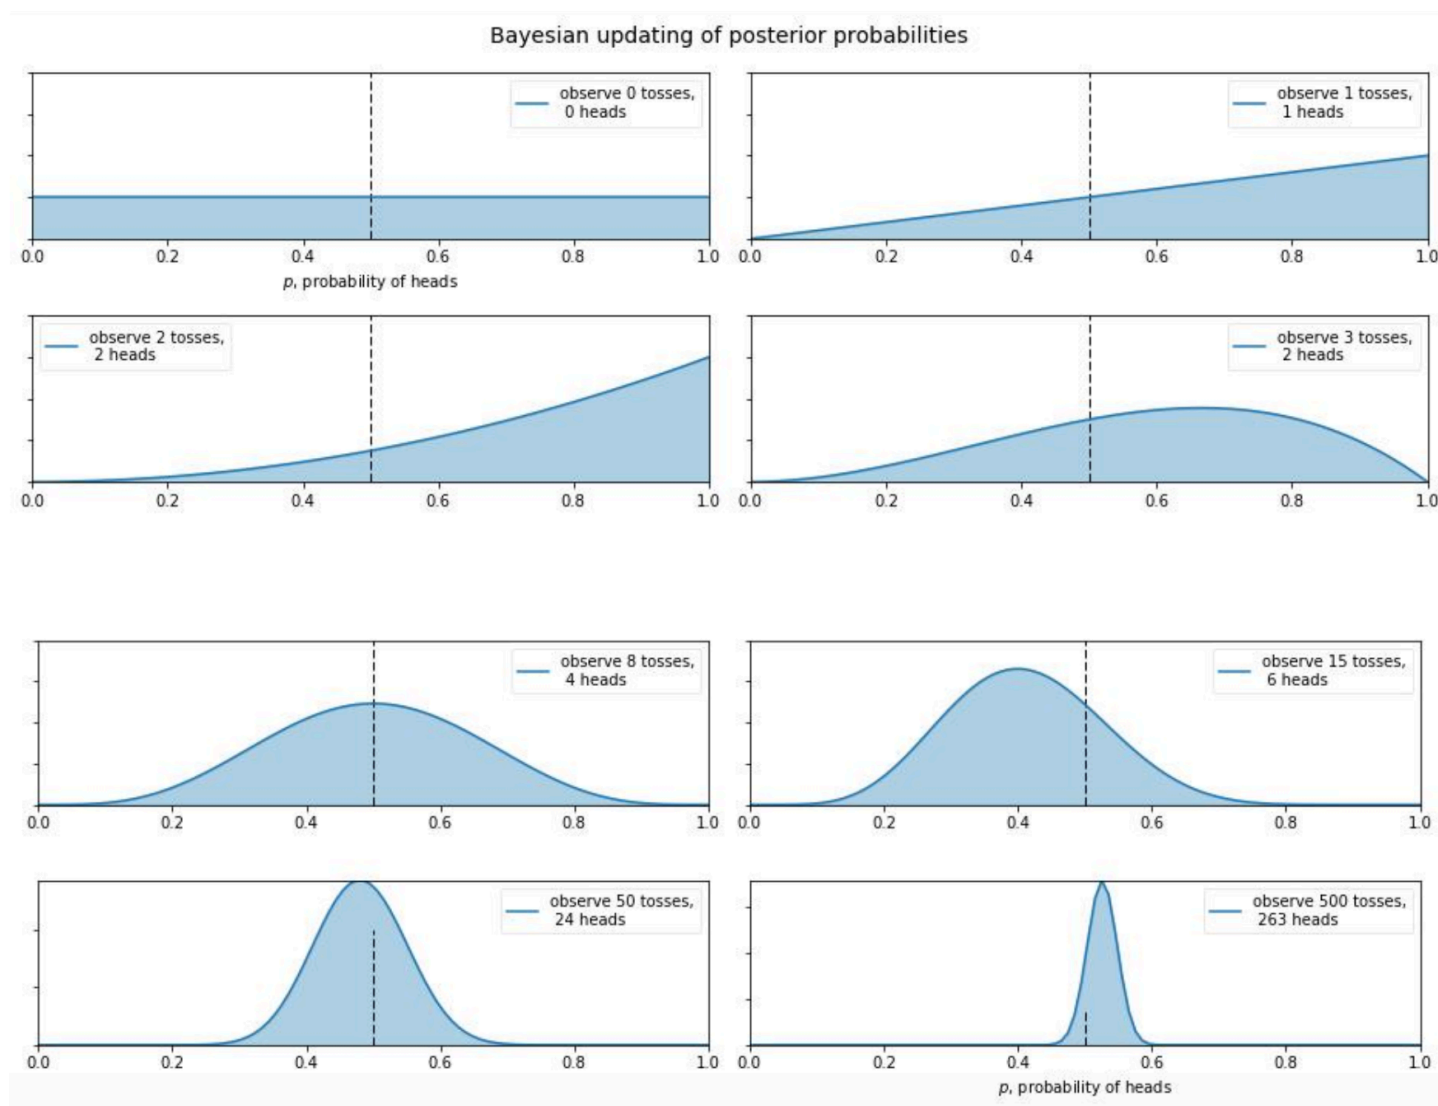 Bayesian updating of posterior probabilities
observe 0 tosses,
0 heads
0.0 0.2 0.4 0.6 0.8 1.0
p, probability of heads
observe 1 tosses,
1 heads
0.0 0.2 0.4 0.6 0.8 1.0
observe 2 tosses,
2 heads
0.0 0.2 0.4 0.6 0.8 1.0
observe 3 tosses,
2 heads
0.0 0.2 0.4 0.6 0.8 1.0
observe 8 tosses,
4 heads
0.0 0.2 0.4 0.6 0.8 1.0
observe 15 tosses,
6 heads
0.0 0.2 0.4 0.6 0.8 1.0
observe 50 tosses,
24 heads
0.0 0.2 0.4 0.6 0.8 1.0
observe 500 tosses,
263 heads
0.0 0.2 0.4 0.6 0.8 1.0
p, probability of heads